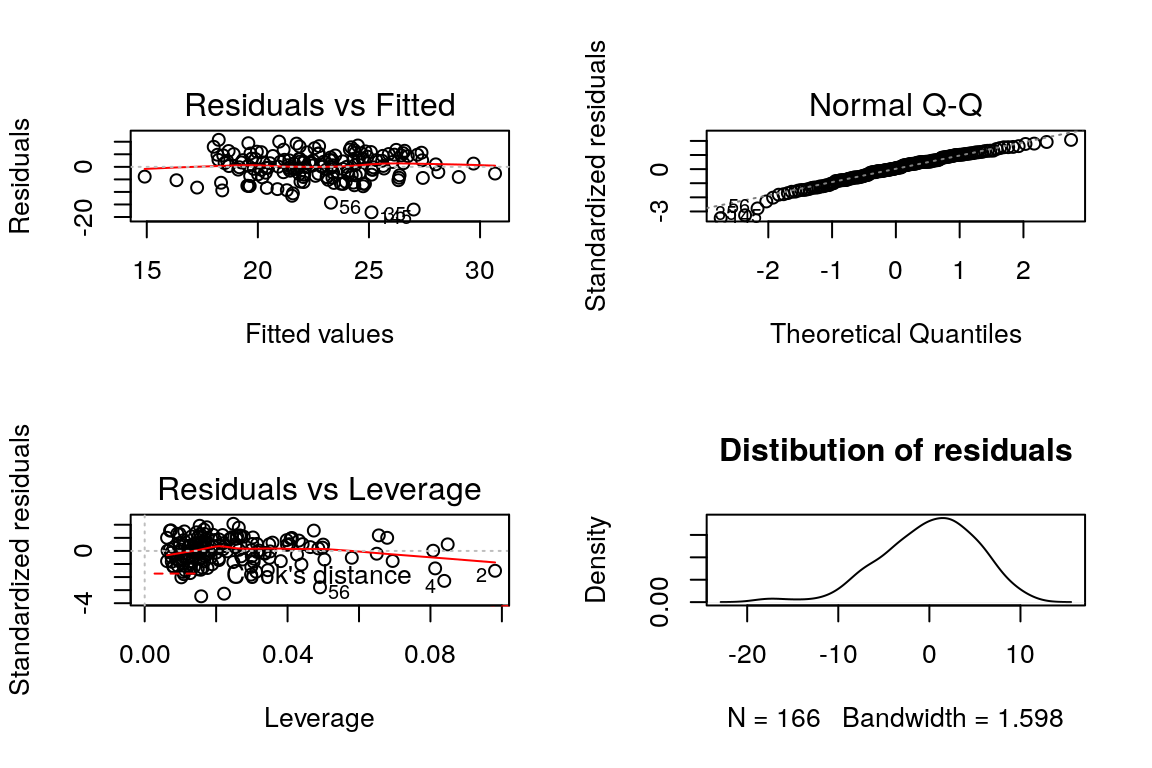 Residuals vs Fitted
Residuals
0
-20
56
15 20 25 30
Fitted values
Normal Q-Q
Standardized residuals
0
-3
56
-2 -1 0 1 2
Theoretical Quantiles
Residuals vs Leverage
Standardized residuals
0
-4
Cook's distance
2
4
56
0.00 0.04 0.08
Leverage
Distibution of residuals
Density
0.00
-20 -10 0 10
N = 166 Bandwidth = 1.598